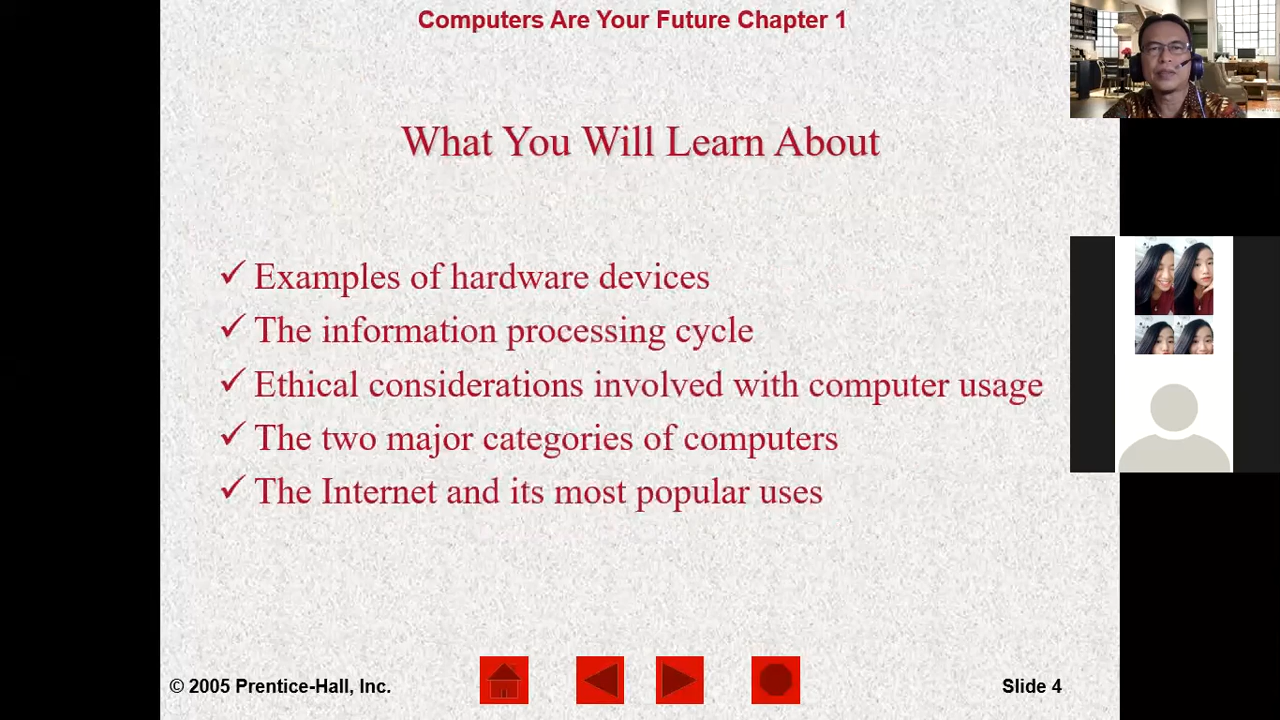 Computers Are Your Future Chapter 1
What You Will Learn About
✓ Examples of hardware devices
✓ The information processing cycle
✓ Ethical considerations involved with computer usage
✓ The two major categories of computers
✓ The Internet and its most popular uses
© 2005 Prentice-Hall, Inc.
Slide 4